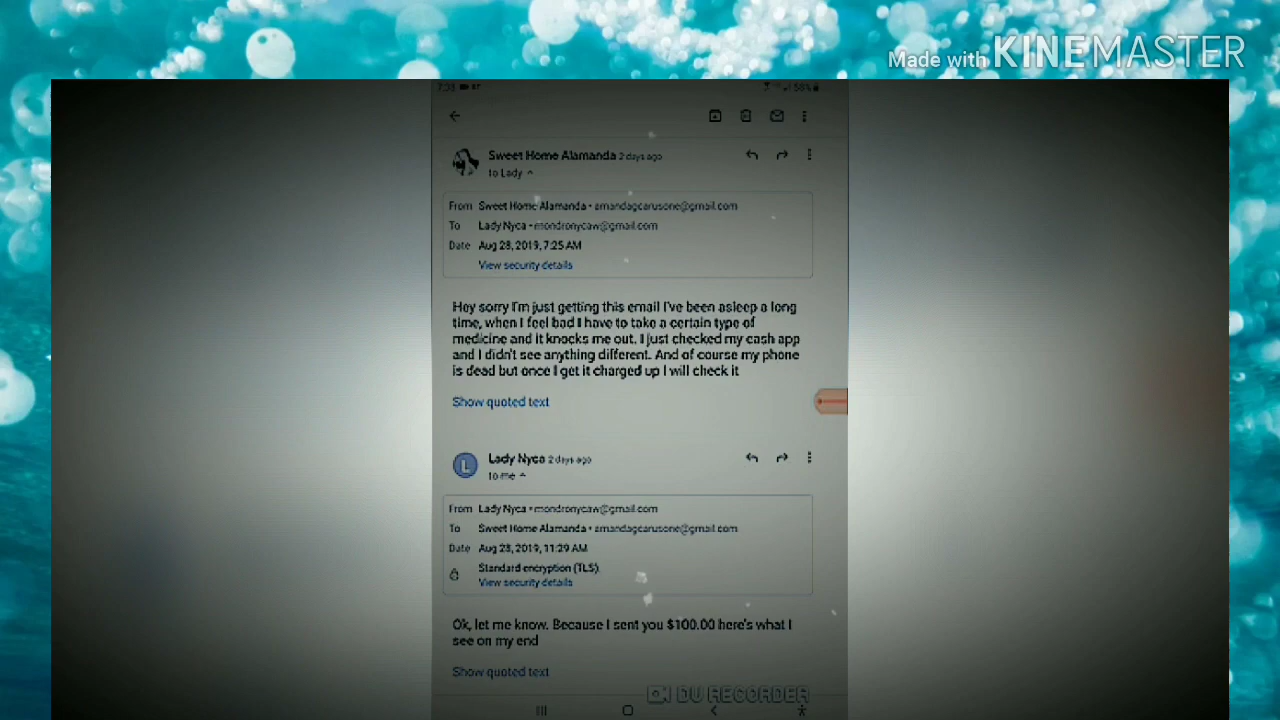 Made with KINEMASTER
Sweet Home Alamanda 2 days ago
to Lady
From Sweet Home Alamanda • amandagcarusone@gmail.com
To Lady Nyca • mondronycaw@gmail.com
Date Aug 28, 2019, 7:25 AM
View security details
Hey sorry I'm just getting this email I've been asleep a long
time, when I feel bad I have to take a certain type of
medicine and it knocks me out. I just checked my cash app
and I didn't see anything different. And of course my phone
is dead but once I get it charged up I will check it
Show quoted text
L
Lady Nyca 2 days ago
to me
From Lady Nyca • mondronycaw@gmail.com
To Sweet Home Alamanda • amandagcarusone@gmail.com
Date Aug 28, 2019, 11:29 AM
Standard encryption (TLS)
View security details
Ok, let me know. Because I sent you $100.00 here's what I
see on my end
Show quoted text
DU RECORDER